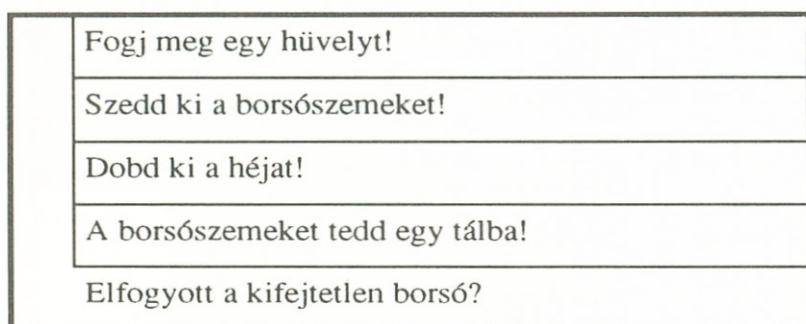 Fogj meg egy hüvelyt!
Szedd ki a borsószemeket!
Dobd ki a héjat!
A borsószemeket tedd egy tálba!
Elfogyott a kifejtetlen borsó?